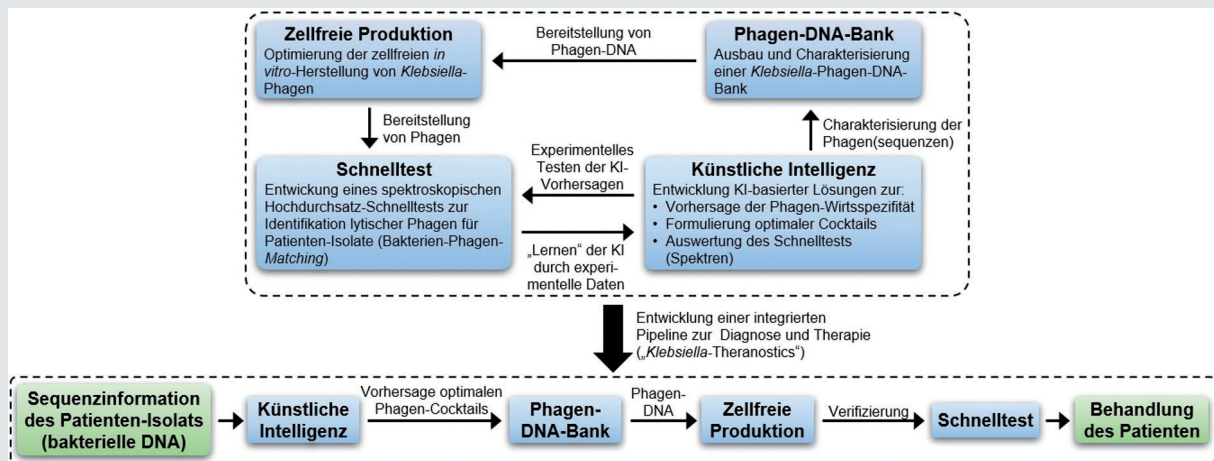 Zellfreie Produktion
Optimierung der zellfreien in
vitro-Herstellung von Klebsiella-
Phagen
Bereitstellung von
Phagen-DNA
Phagen-DNA-Bank
Ausbau und Charakterisierung
einer Klebsiella-Phagen-DNA-
Bank
Bereitstellung
von Phagen
Charakterisierung der
Phagen(sequenzen)
Schnelltest
Entwickung eines spektroskopischen
Hochdurchsatz-Schnelltests zur
Identifikation lytischer Phagen für
Patienten-Isolate (Bakterien-Phagen-
Matching)
Experimentelles
Testen der KI-
Vorhersagen
„Lernen“ der KI
durch experi-
mentelle Daten
Künstliche Intelligenz
Entwicklung KI-basierter Lösungen zur:
• Vorhersage der Phagen-Wirtsspezifität
• Formulierung optimaler Cocktails
• Auswertung des Schnelltests
(Spektren)
Entwicklung einer integrierten
Pipeline zur Diagnose und Therapie
(„Klebsiella-Theranostics“)
Sequenzinformation
des Patienten-Isolats
(bakterielle DNA)
Künstliche
Intelligenz
Vorhersage optimalen
Phagen-Cocktails
Phagen-
DNA-Bank
Phagen-
DNA
Zellfreie
Produktion
Verifizierung
Schnelltest
Behandlung
des Patienten